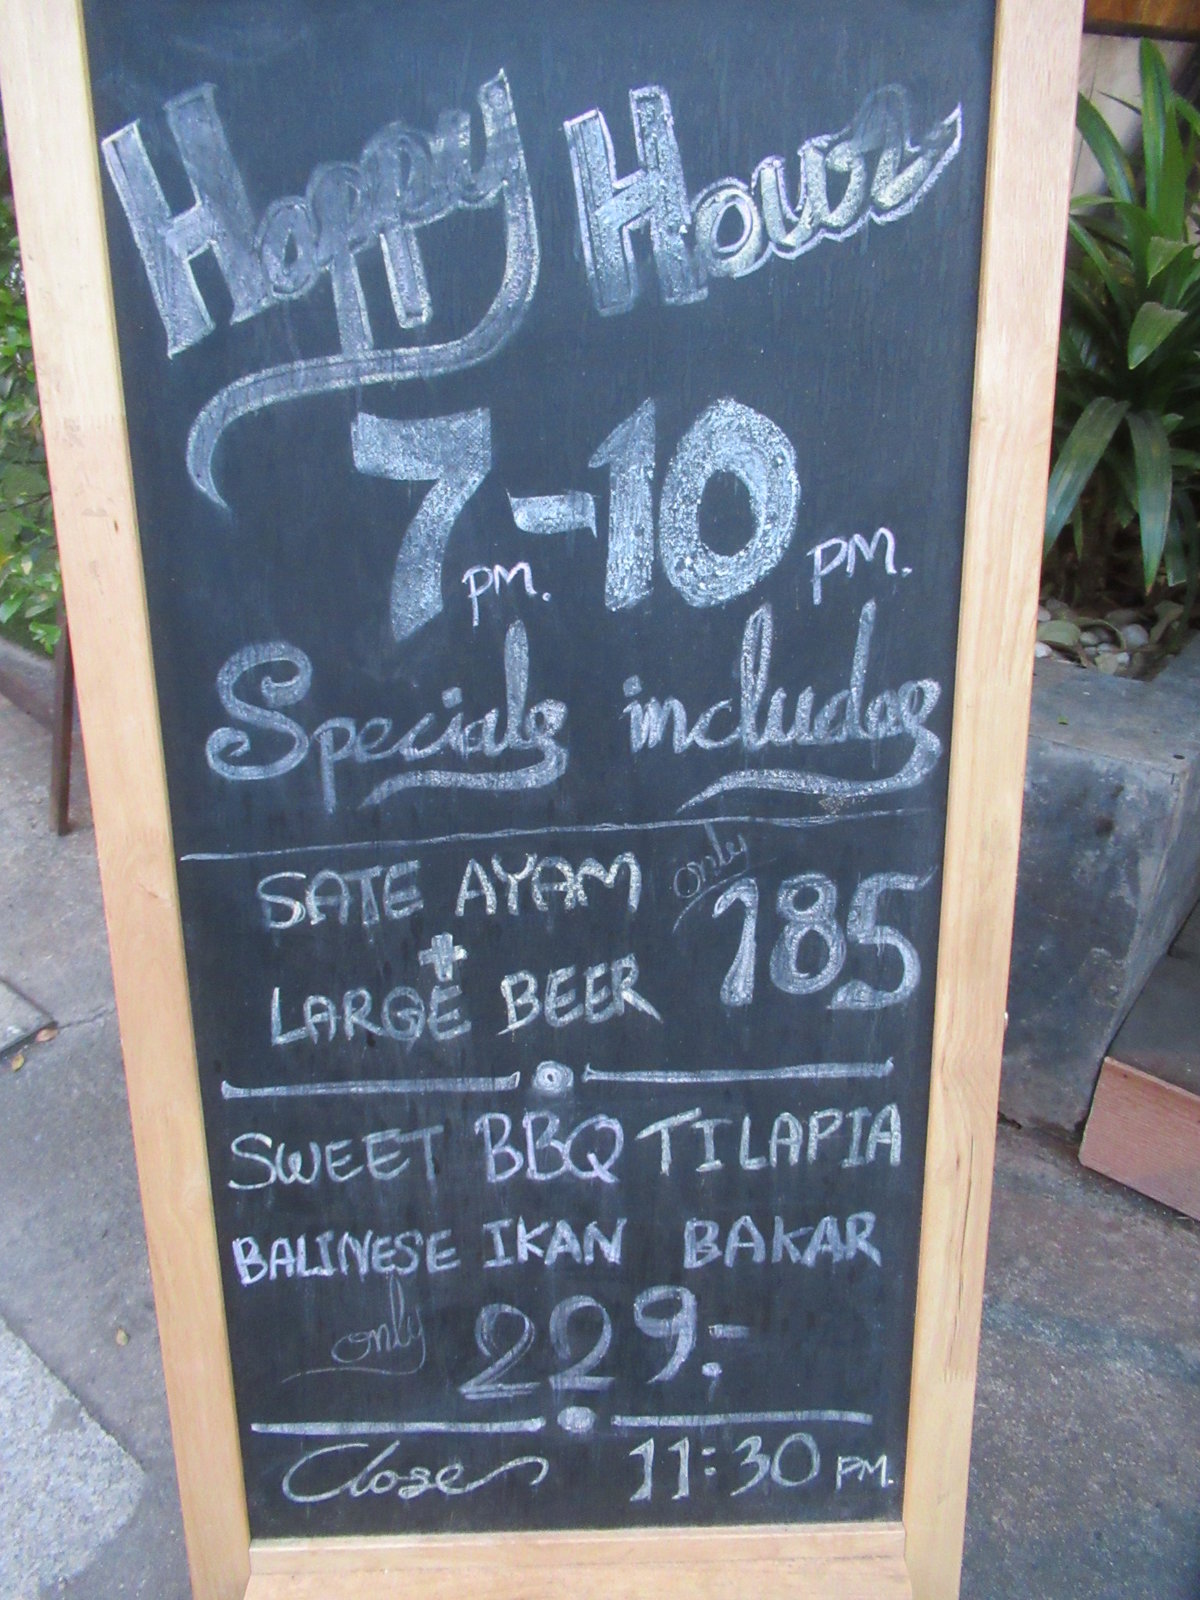 Happy Hour
7 PM. - 10 PM.
Specials includes
SATE AYAM
+
LARGE BEER
only 185
SWEET BBQ TILAPIA
BALINESE IKAN BAKAR
only 229.-
Close 11:30 PM.